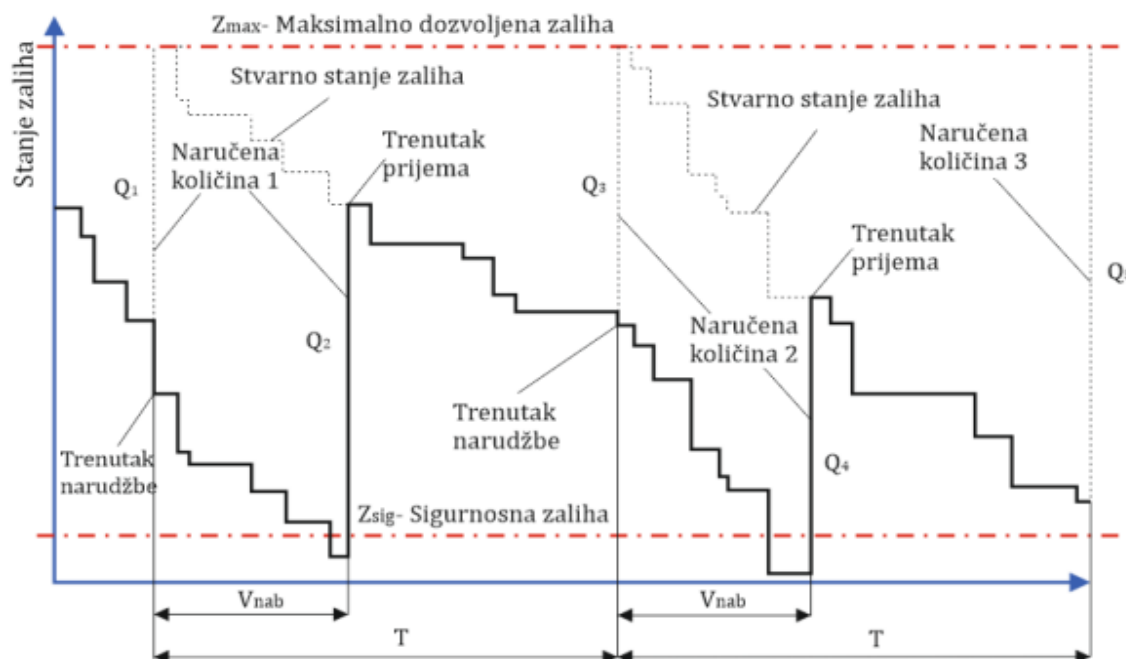 Zmax- Maksimalno dozvoljena zaliha
Stanje zaliha
Stvarno stanje zaliha
Stvarno stanje zaliha
Naručena
količina 3
Trenutak
prijema
Naručena
količina 1
Q1
Q3
Trenutak
prijema
Q2
Naručena
količina 2
Trenutak
narudžbe
Trenutak
narudžbe
Q4
Zsig- Sigurnosna zaliha
Vnab
Vnab
T
T